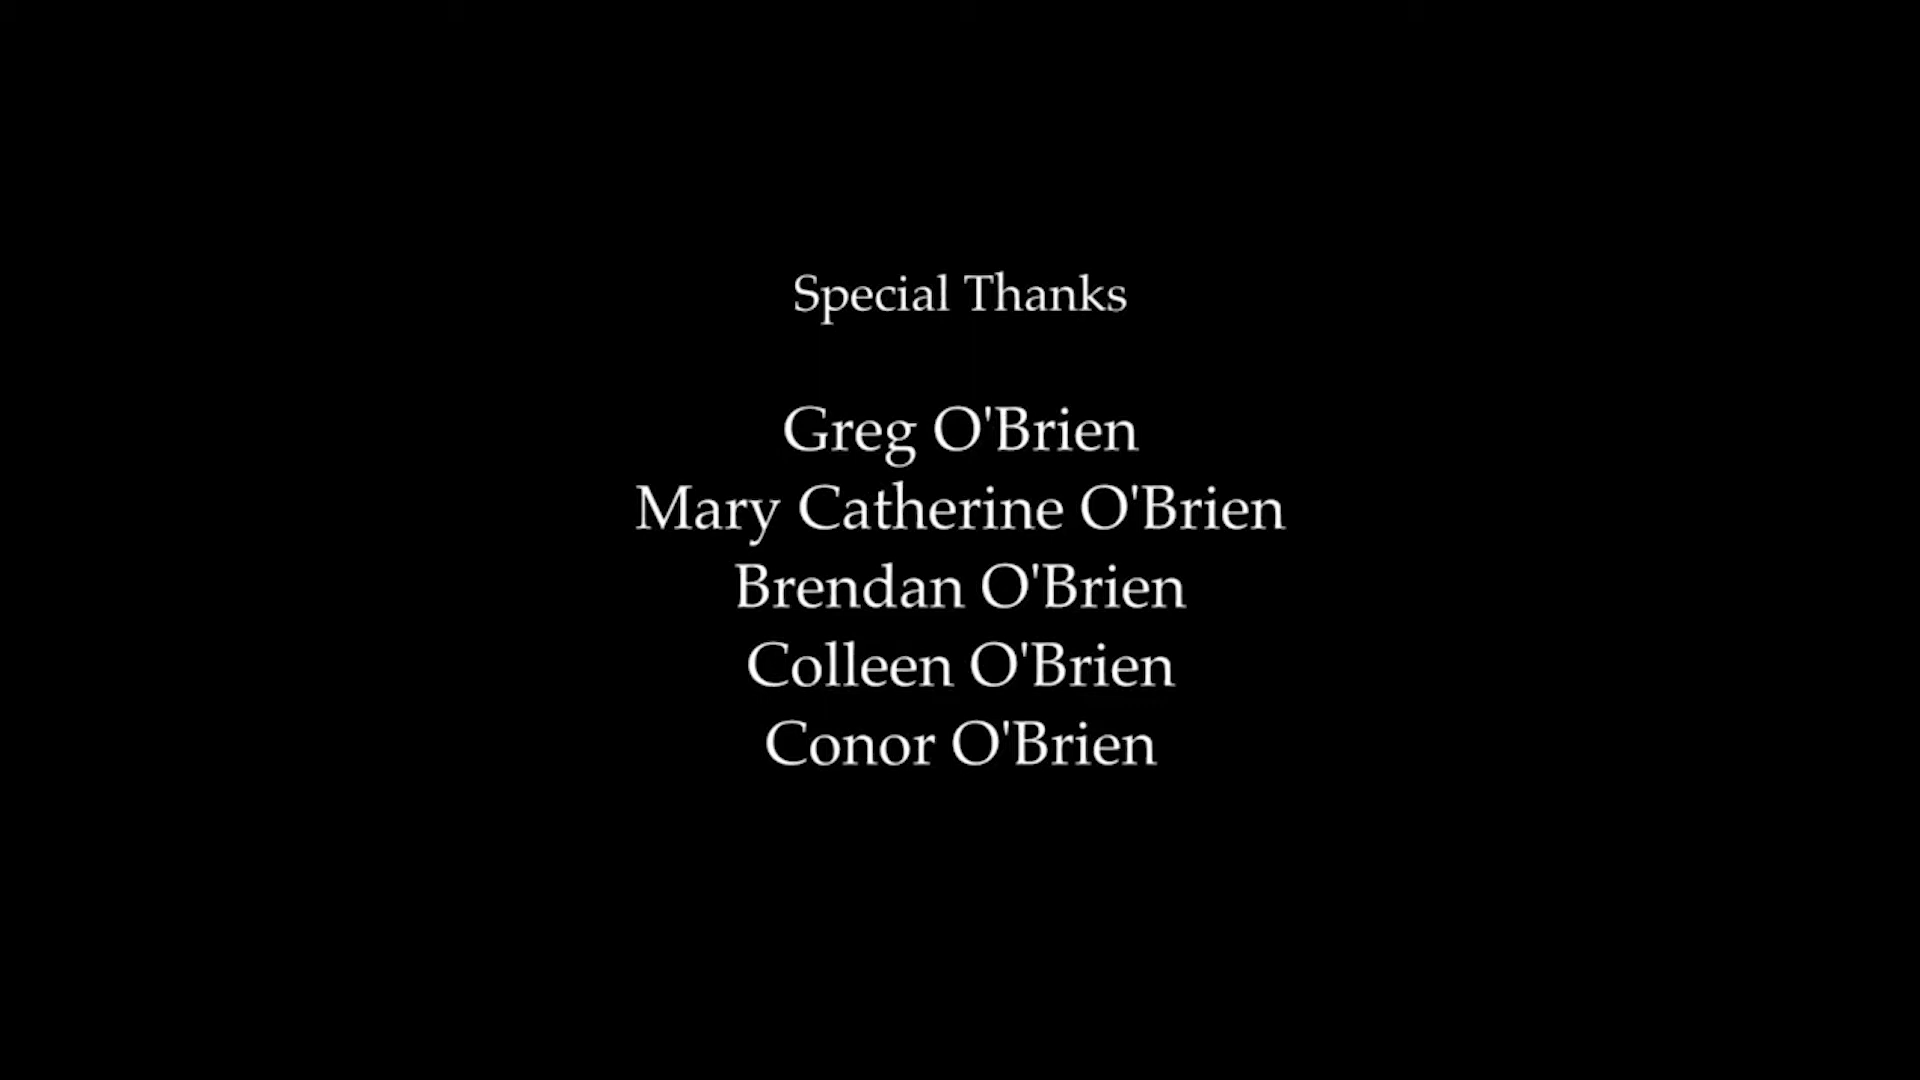 Special Thanks
Greg O'Brien
Mary Catherine O'Brien
Brendan O'Brien
Colleen O'Brien
Conor O'Brien